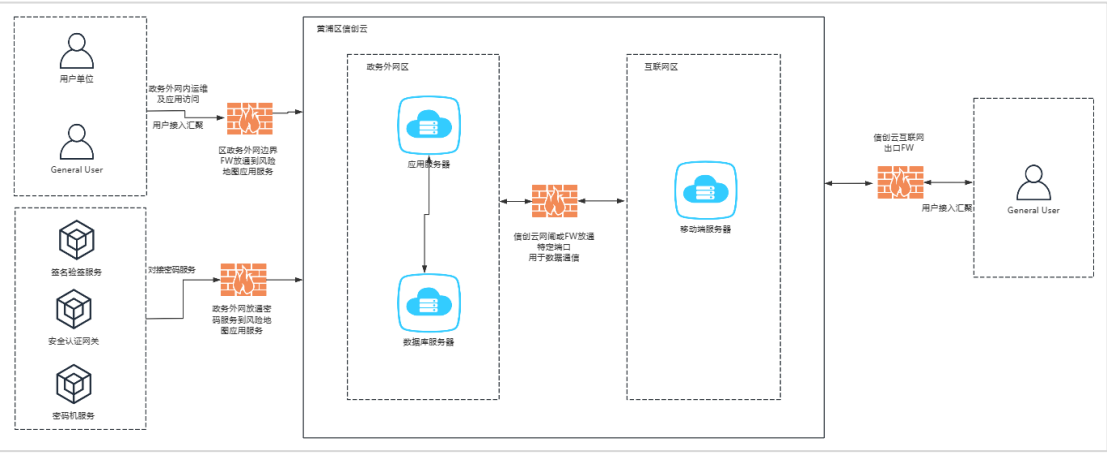 黄浦区信创云
用户单位
General User
政务外网内运维
及应用访问
用户接入汇聚
区政务外网边界
FW放通到风险
地图应用服务
签名验签服务
安全认证网关
密码机服务
对接密码服务
政务外网放通密
码服务到风险地
图应用服务
政务外网区
应用服务器
数据库服务器
信创云网闸或FW放通
特定端口
用于数据通信
互联网区
移动端服务器
信创云互联网
出口FW
用户接入汇聚
General User